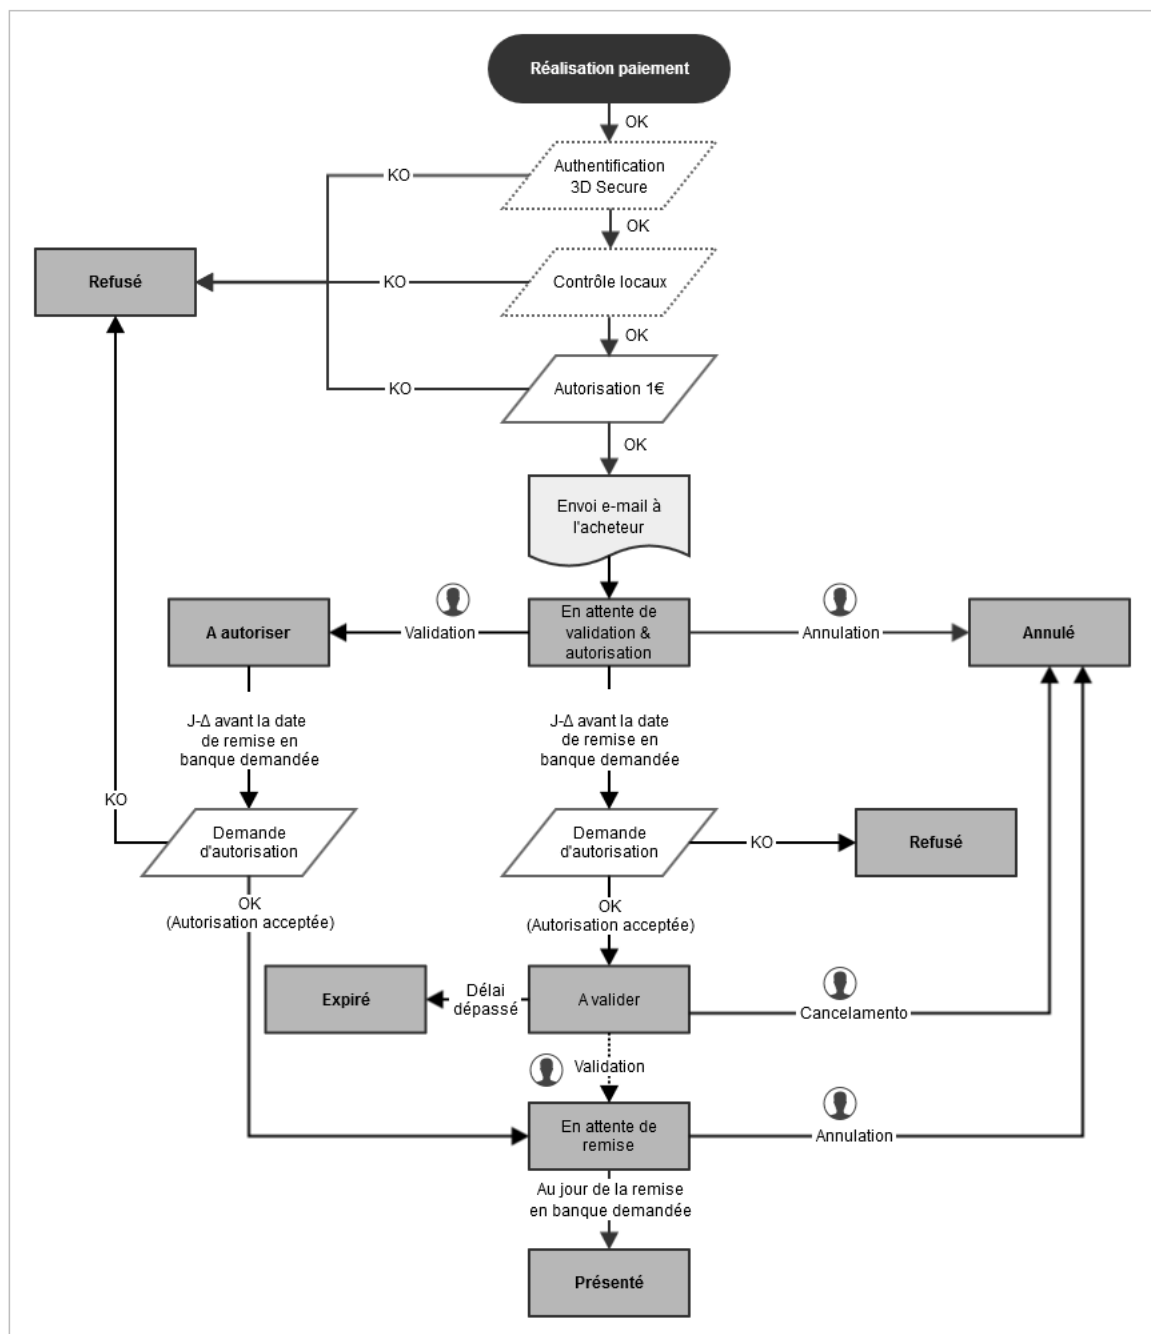 Réalisation paiement
OK
Authentification
3D Secure
KO
OK
Refusé
KO
Contrôle locaux
OK
KO
Autorisation 1€
OK
Envoi e-mail à
l'acheteur
A autoriser
Validation
En attente de
validation &
autorisation
Annulation
Annulé
J-Δ avant la date
de remise en
banque demandée
J-Δ avant la date
de remise en
banque demandée
KO
Demande
d'autorisation
Demande
d'autorisation
KO
Refusé
OK
(Autorisation acceptée)
OK
(Autorisation acceptée)
Expiré
Délai
dépassé
A valider
Cancelamento
Validation
En attente de
remise
Annulation
Au jour de la remise
en banque demandée
Présenté